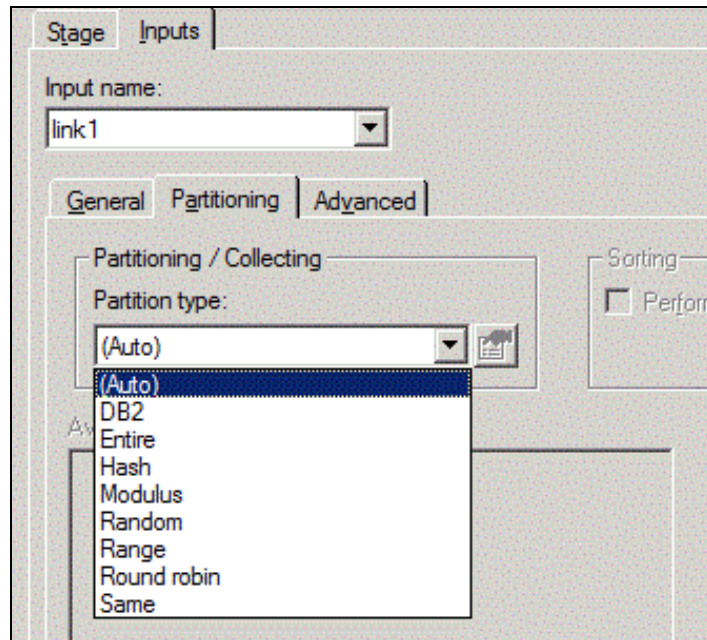 Stage Inputs
Input name:
link1
General Partitioning Advanced
Partitioning / Collecting
Sorting
Partition type:
Perform
(Auto)
(Auto)
DB2
Entire
Hash
Modulus
Random
Range
Round robin
Same